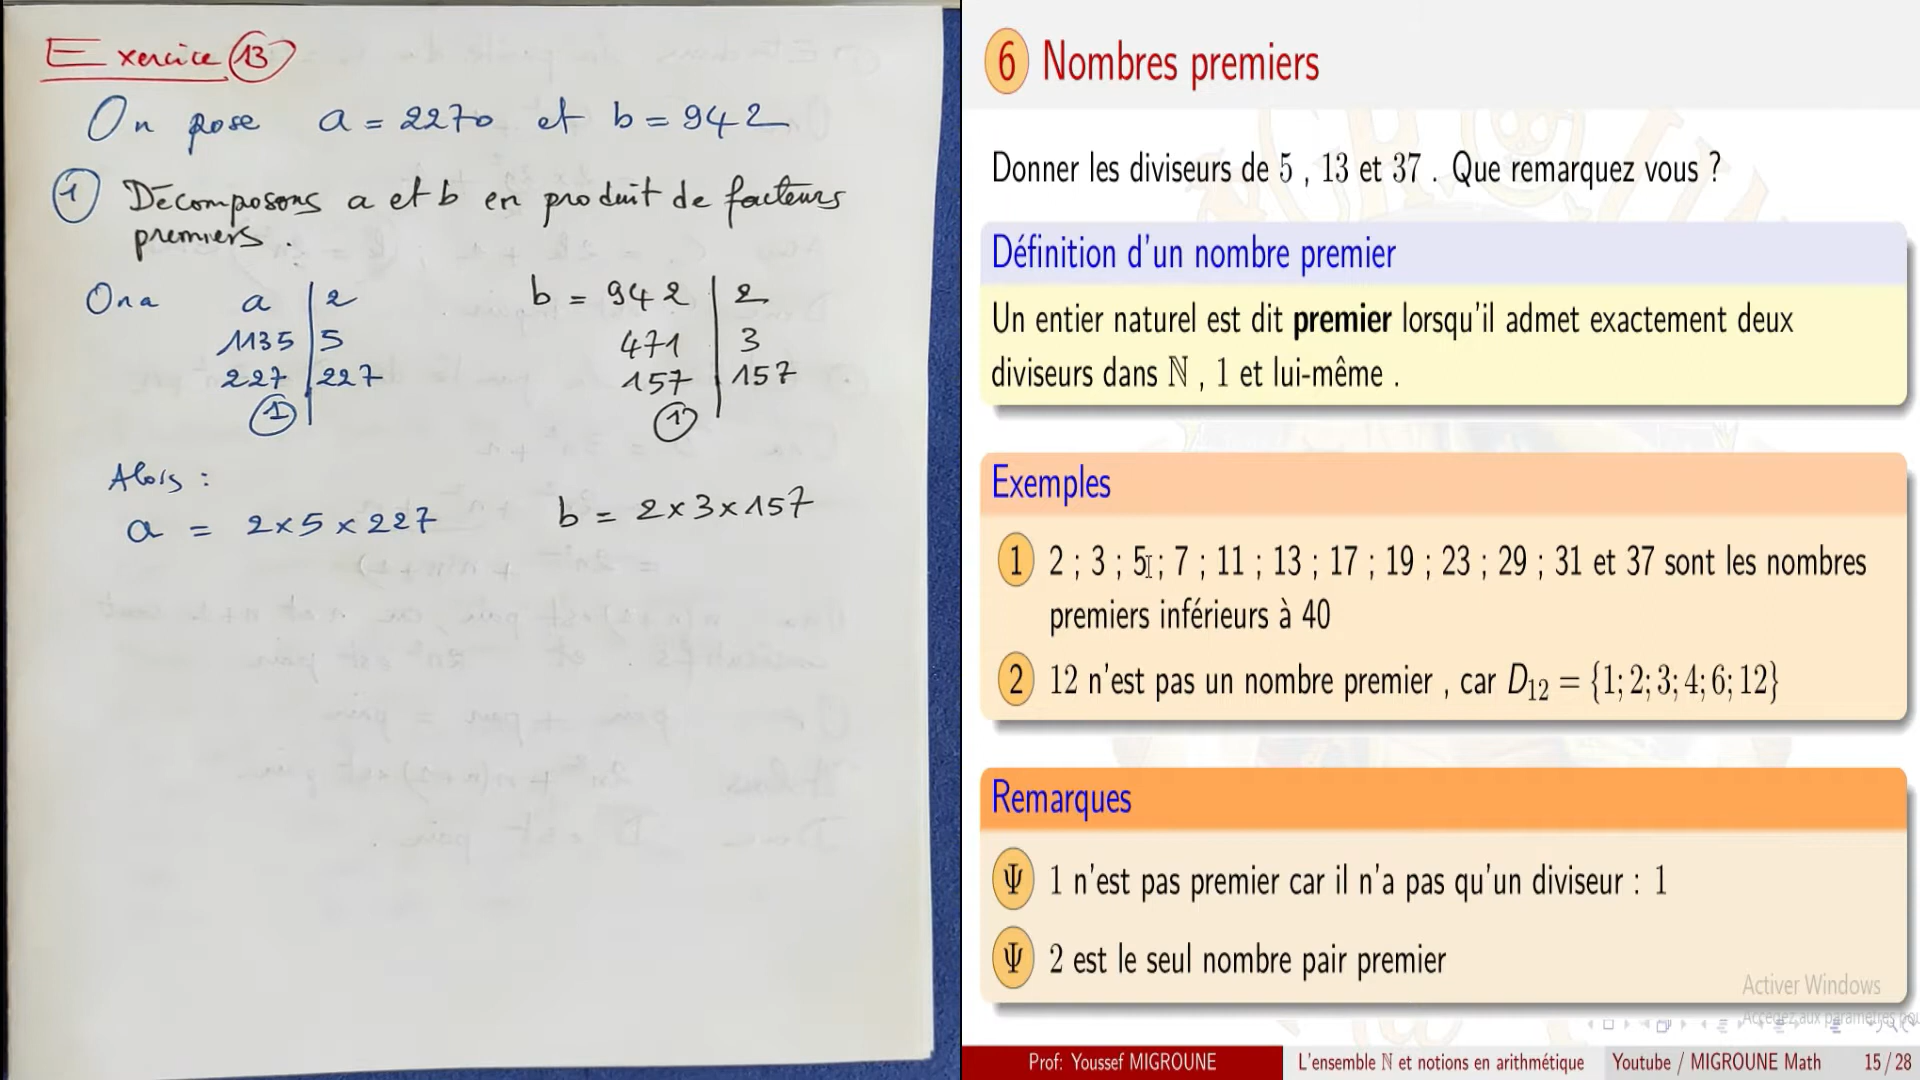 Exercice 13
On pose a = 2270 et b = 942
1 Décomposons a et b en produit de facteurs
premiers.
On a a | 2
1135 | 5
227 | 227
1
b = 942 | 2
471 | 3
157 | 157
1
Alors :
a = 2×5×227
b = 2×3×157
6 Nombres premiers
Donner les diviseurs de 5 , 13 et 37 . Que remarquez vous ?
Définition d'un nombre premier
Un entier naturel est dit premier lorsqu'il admet exactement deux
diviseurs dans ℕ , 1 et lui-même .
Exemples
1 2 ; 3 ; 5 ; 7 ; 11 ; 13 ; 17 ; 19 ; 23 ; 29 ; 31 et 37 sont les nombres
premiers inférieurs à 40
2 12 n'est pas un nombre premier , car D₁₂ = {1; 2; 3; 4; 6; 12}
Remarques
Ψ 1 n'est pas premier car il n'a pas qu'un diviseur : 1
Ψ 2 est le seul nombre pair premier
Activer Windows
Accédez aux paramètres pou
Prof: Youssef MIGROUNE L'ensemble ℕ et notions en arithmétique Youtube / MIGROUNE Math 15 / 28